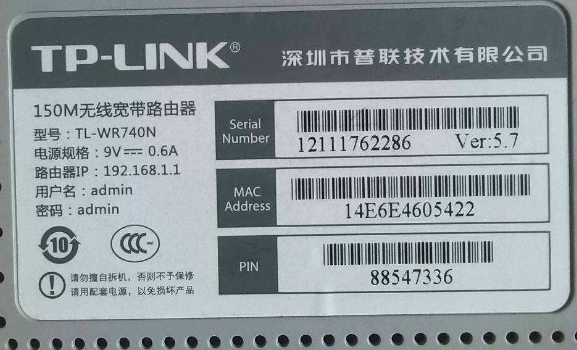 TP-LINK® 深圳市普联技术有限公司
150M无线宽带路由器
型号：TL-WR740N
电源规格：9V⎓0.6A
路由器IP：192.168.1.1
用户名：admin
密码：admin
10
CCC
请勿擅自拆机，否则不予保修
请用配套电源，以免损坏产品
Serial Number
12111762286 Ver:5.7
MAC Address
14E6E4605422
PIN
88547336